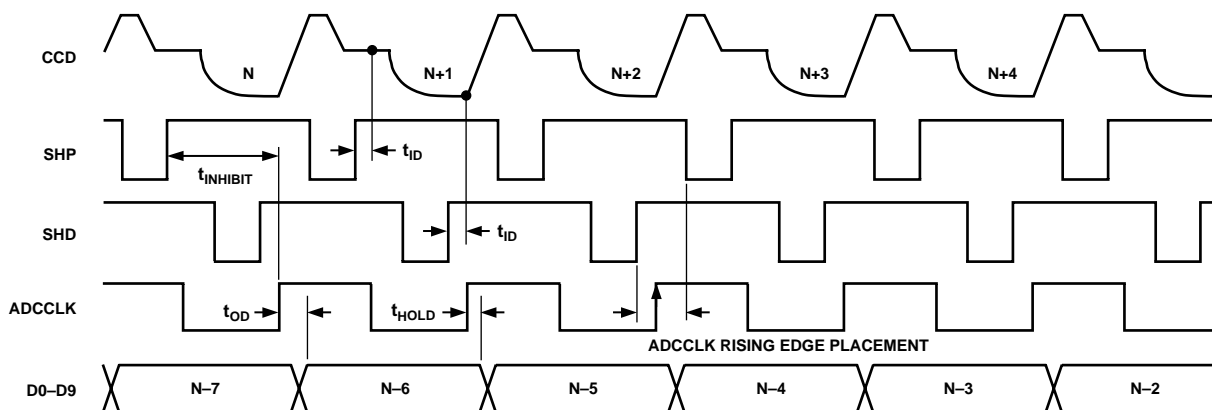 CCD
N
N+1
N+2
N+3
N+4
SHP
tINHIBIT
tID
SHD
tID
ADCCLK
tOD
tHOLD
ADCCLK RISING EDGE PLACEMENT
D0–D9
N–7
N–6
N–5
N–4
N–3
N–2